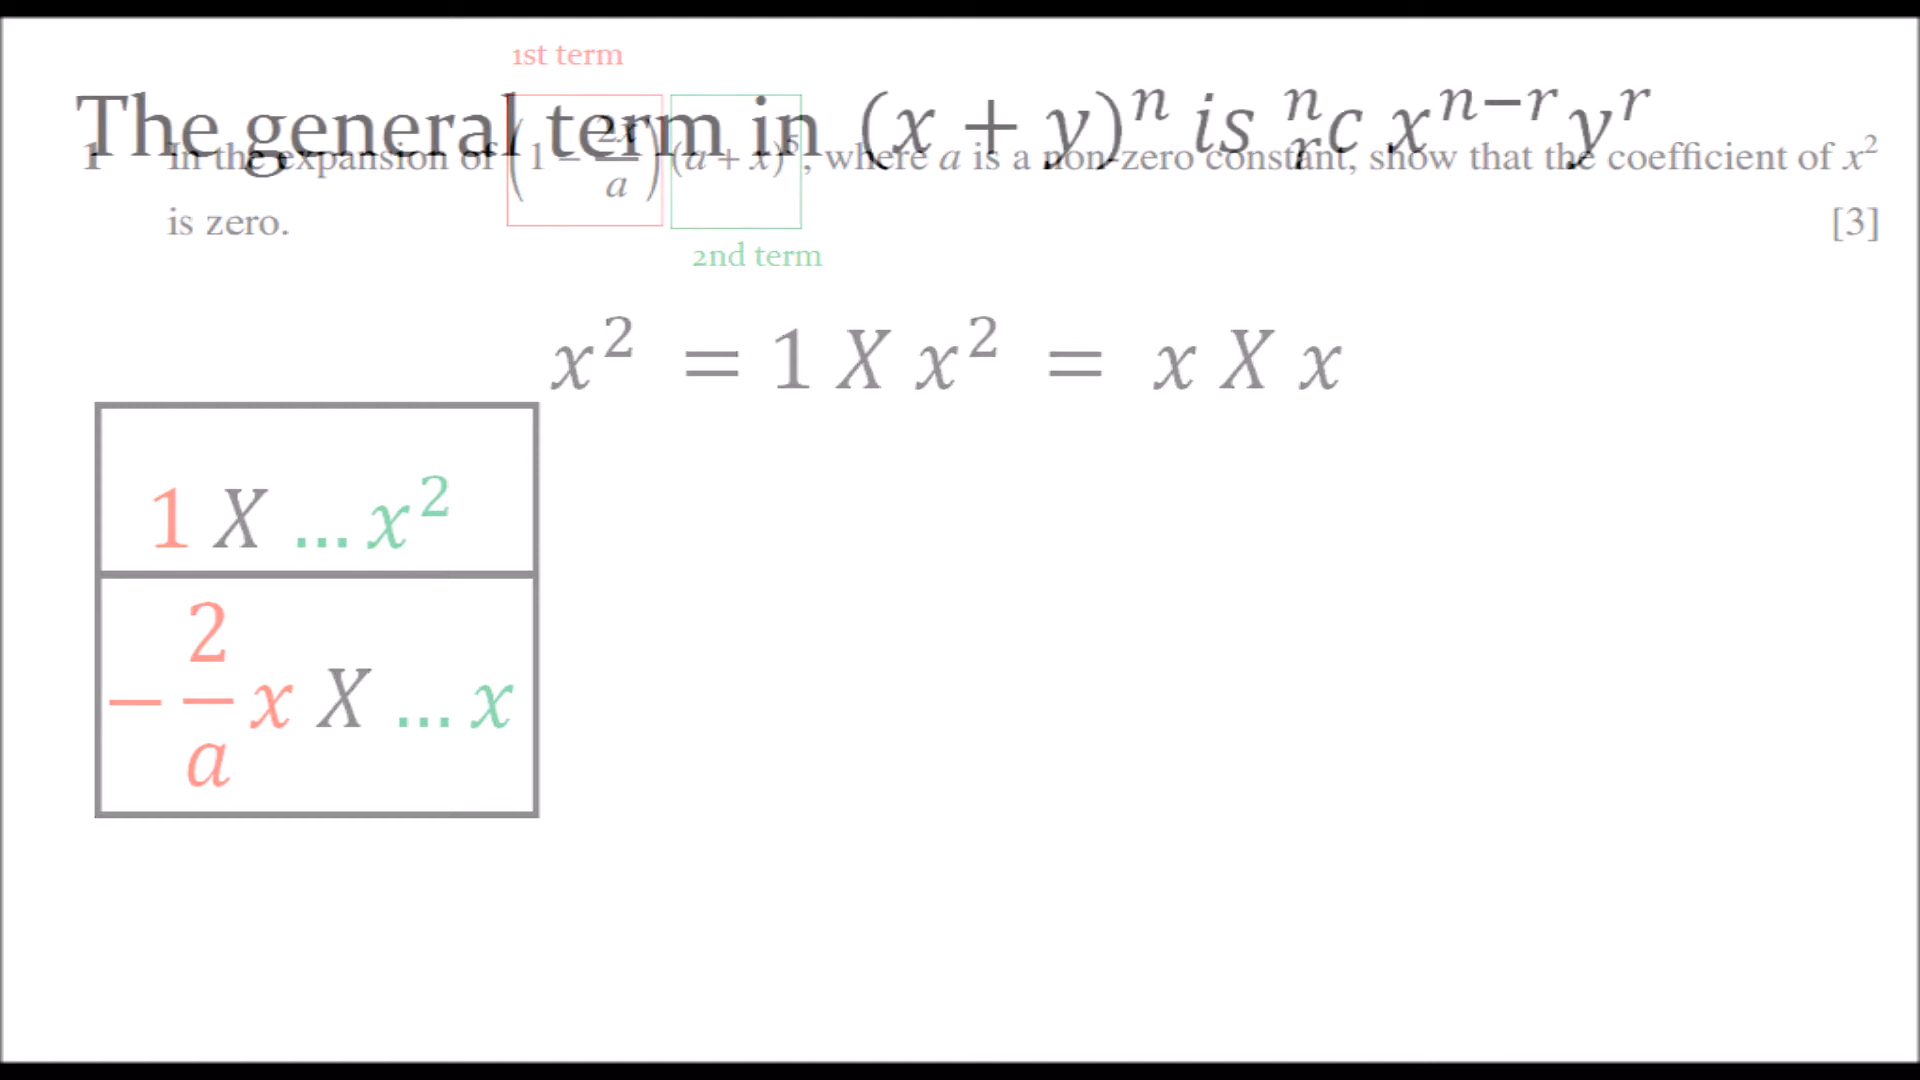 1st term
The general term in (x + y)ⁿ is ⁿᵣc xⁿ⁻ʳyʳ
1 In the expansion of (1 − 2x/a)(a + x)⁵, where a is a non-zero constant, show that the coefficient of x²
is zero. [3]
2nd term
x² = 1 X x² = x X x
1 X ... x²
− 2/a x X ... x